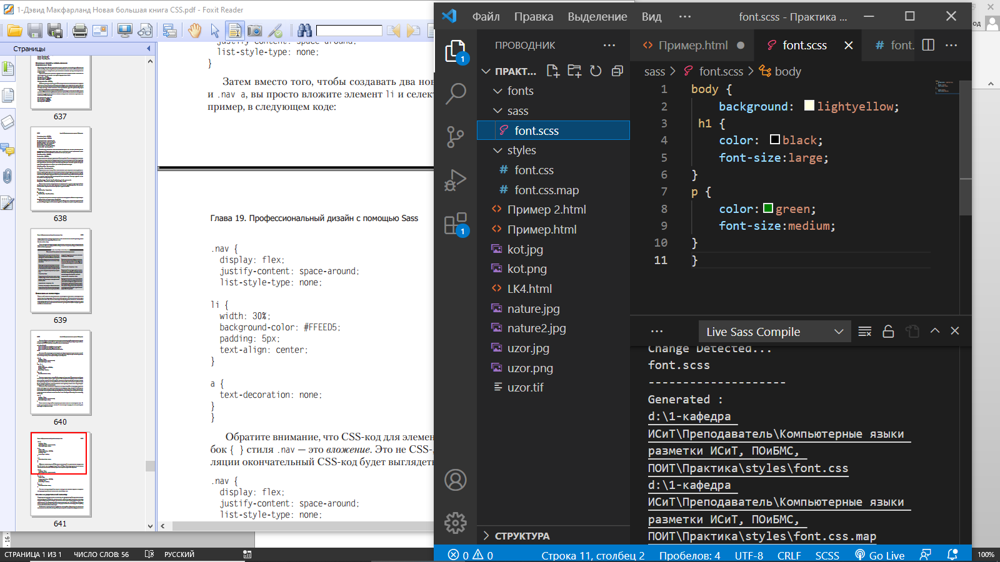 1-Дэвид Макфарланд Новая большая книга CSS.pdf - Foxit Reader
Страницы
637
638
639
640
641
list-style-type: none;
}
Затем вместо того, чтобы создавать два нов
и .nav a, вы просто вложите элемент li и селек
пример, в следующем коде:
Глава 19. Профессиональный дизайн с помощью Sass
.nav {
display: flex;
justify-content: space-around;
list-style-type: none;
li {
width: 30%;
background-color: #FFEED5;
padding: 5px;
text-align: center;
}
a {
text-decoration: none;
}
}
Обратите внимание, что CSS-код для элемен
бок { } стиля .nav — это вложение. Это не CSS-
ляции окончательный CSS-код будет выглядет
.nav {
display: flex;
justify-content: space-around;
list-style-type: none;
СТРАНИЦА 1 ИЗ 1 ЧИСЛО СЛОВ: 56 РУССКИЙ
Файл Правка Выделение Вид ··· font.scss - Практика ...
ПРОВОДНИК ···
ПРАКТ...
fonts
sass
font.scss
styles
# font.css
# font.css.map
Пример 2.html
Пример.html
kot.jpg
kot.png
LK4.html
nature.jpg
nature2.jpg
uzor.jpg
uzor.png
uzor.tif
СТРУКТУРА
1
1
Пример.html font.scss # font.
sass > font.scss > body
1 body {
2 background: lightyellow;
3 h1 {
4 color: black;
5 font-size:large;
6 }
7 p {
8 color: green;
9 font-size:medium;
10 }
11 }
··· Live Sass Compile
Change Detected...
font.scss
--------------------
Generated :
d:\1-кафедра
ИСиТ\Преподаватель\Компьютерные языки
разметки ИСиТ, ПОиБМС,
ПОИТ\Практика\styles\font.css
d:\1-кафедра
ИСиТ\Преподаватель\Компьютерные языки
разметки ИСиТ, ПОиБМС,
ПОИТ\Практика\styles\font.css.map
0 0 Строка 11, столбец 2 Пробелов: 4 UTF-8 CRLF SCSS Go Live
од
100%